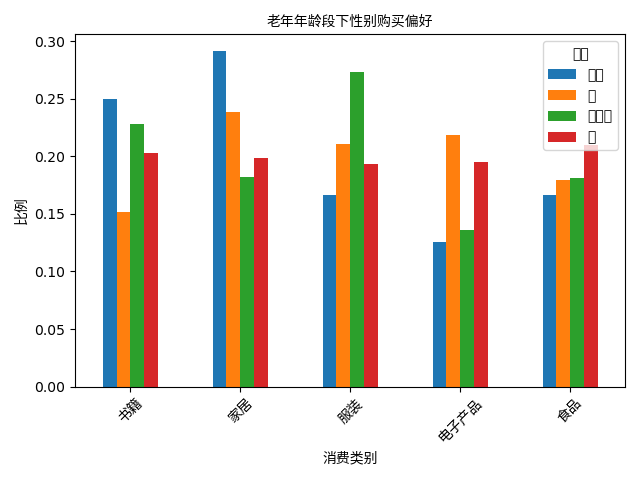 老年年龄段下性别购买偏好
0.30
0.25
0.20
0.15
0.10
0.05
0.00
比例
书籍
家居
服装
电子产品
食品
消费类别